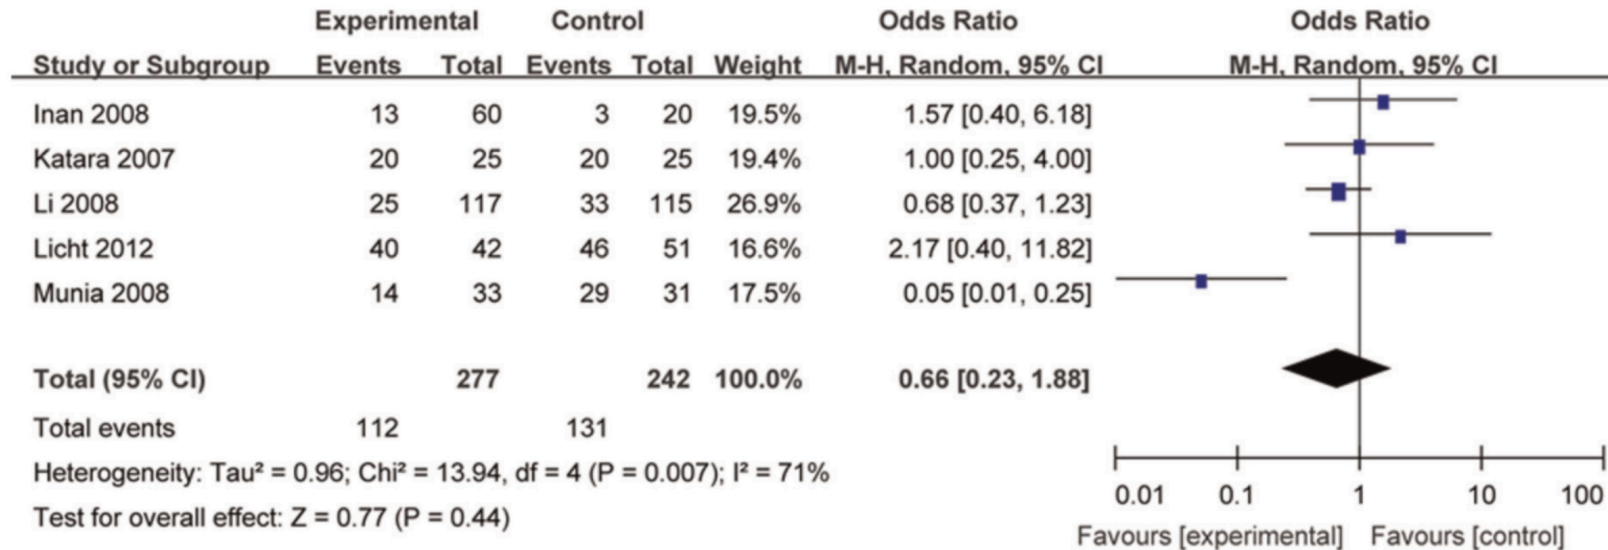 Experimental Control Odds Ratio Odds Ratio
Study or Subgroup Events Total Events Total Weight M-H, Random, 95% CI M-H, Random, 95% CI
Inan 2008 13 60 3 20 19.5% 1.57 [0.40, 6.18]
Katara 2007 20 25 20 25 19.4% 1.00 [0.25, 4.00]
Li 2008 25 117 33 115 26.9% 0.68 [0.37, 1.23]
Licht 2012 40 42 46 51 16.6% 2.17 [0.40, 11.82]
Munia 2008 14 33 29 31 17.5% 0.05 [0.01, 0.25]
Total (95% CI) 277 242 100.0% 0.66 [0.23, 1.88]
Total events 112 131
Heterogeneity: Tau² = 0.96; Chi² = 13.94, df = 4 (P = 0.007); I² = 71%
Test for overall effect: Z = 0.77 (P = 0.44)
0.01 0.1 1 10 100
Favours [experimental] Favours [control]